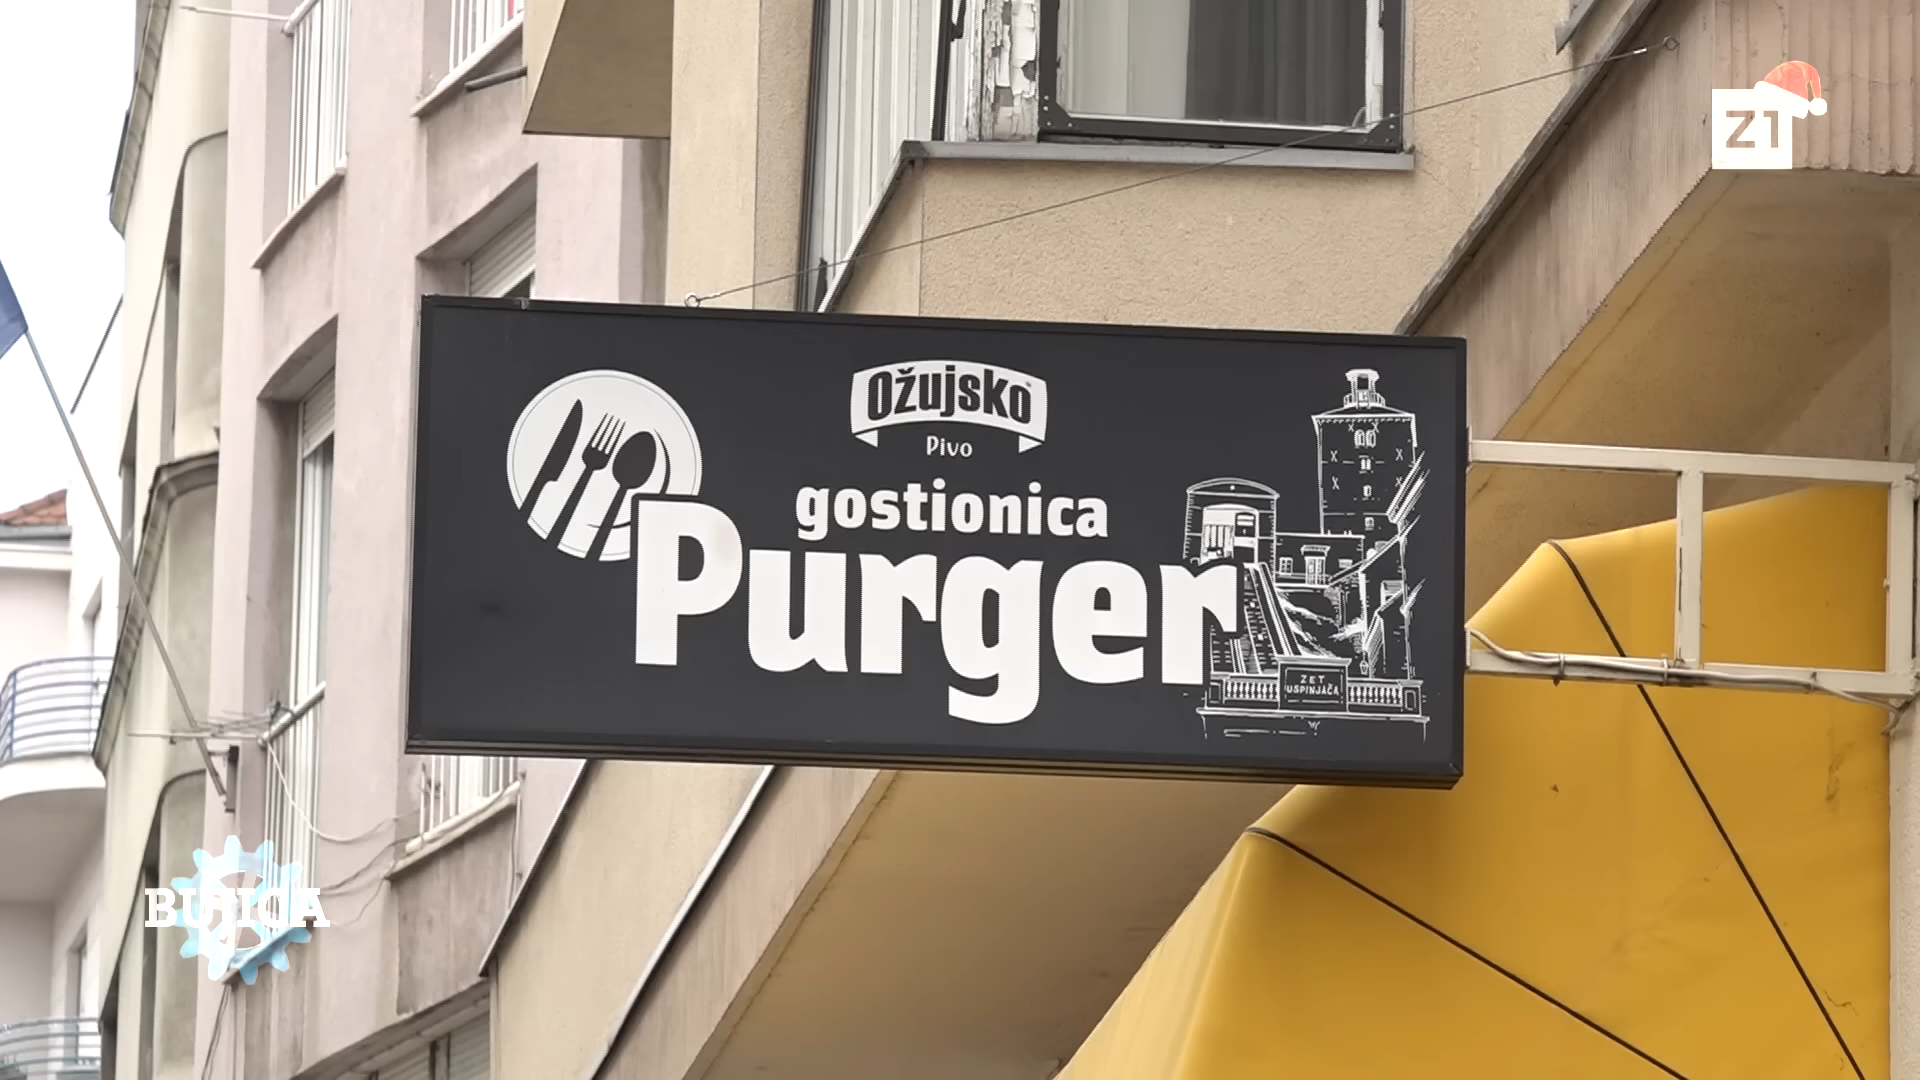 Z1
Ožujsko
Pivo
gostionica
Purger
ZET
USPINJAČA
BUJICA